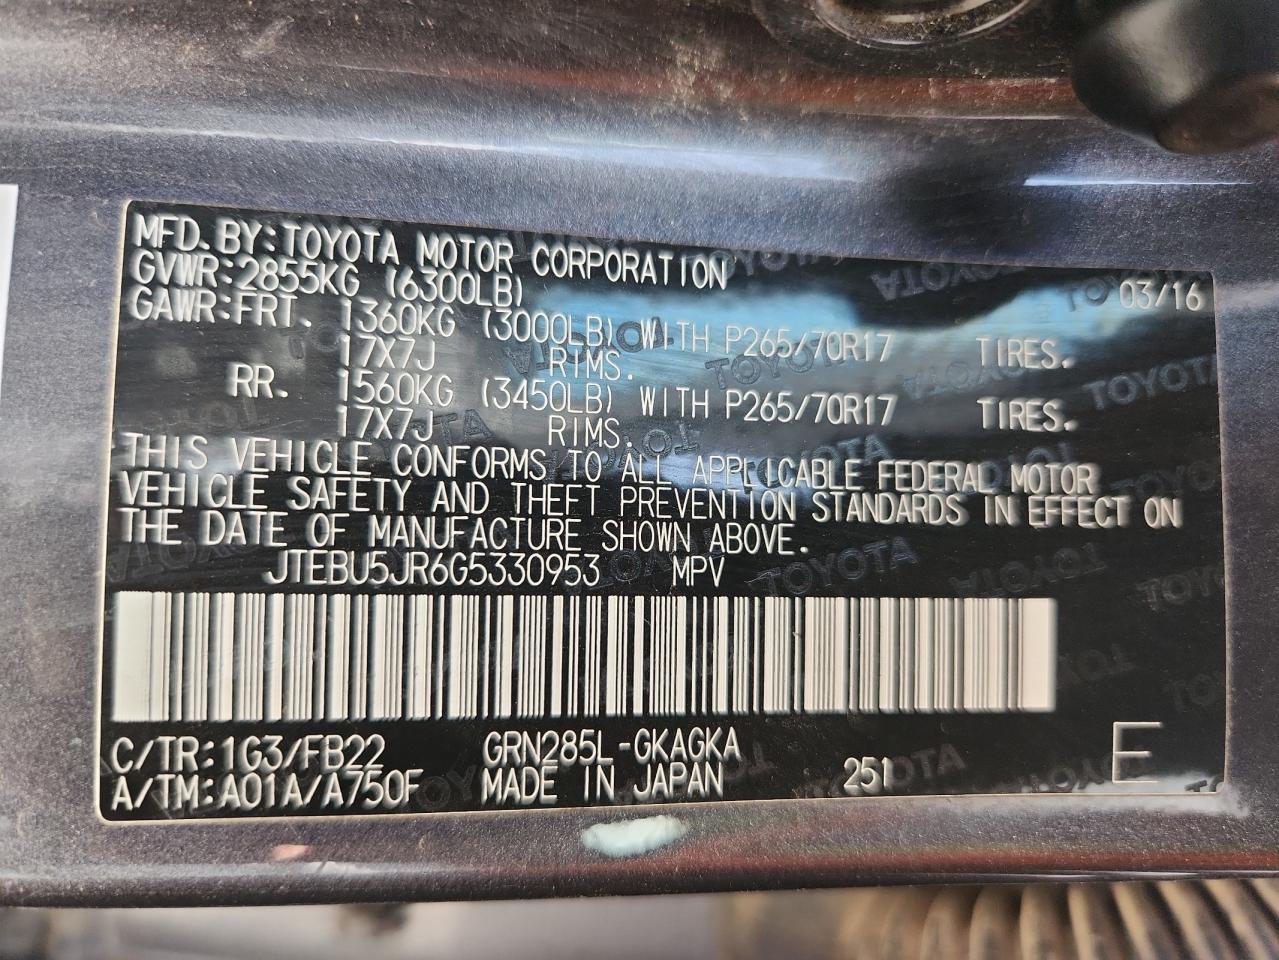 MFD.BY:TOYOTA MOTOR CORPORATION 03/16
GVWR:2855KG (6300LB)
GAWR:FRT. 1360KG (3000LB) WITH P265/70R17 TIRES.
17X7J RIMS.
RR. 1560KG (3450LB) WITH P265/70R17 TIRES.
17X7J RIMS.
THIS VEHICLE CONFORMS TO ALL APPLICABLE FEDERAL MOTOR
VEHICLE SAFETY AND THEFT PREVENTION STANDARDS IN EFFECT ON
THE DATE OF MANUFACTURE SHOWN ABOVE.
JTEBU5JR6G5330953 MPV
C/TR:1G3/FB22 GRN285L-GKAGKA
A/TM:A01A/A750F MADE IN JAPAN 251 E